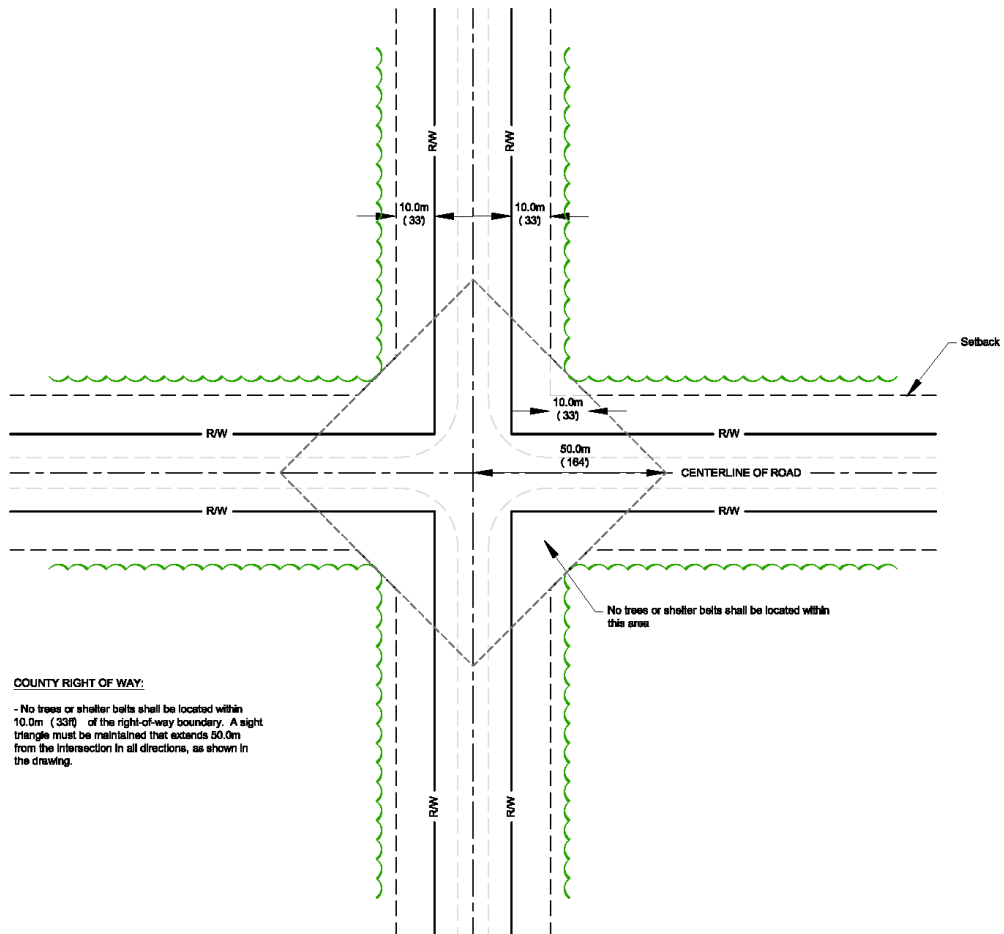 R/W
R/W
10.0m
( 33')
10.0m
( 33')
Setback
10.0m
( 33')
R/W
R/W
50.0m
( 164')
CENTERLINE OF ROAD
R/W
R/W
No trees or shelter belts shall be located within
this area
COUNTY RIGHT OF WAY:
- No trees or shelter belts shall be located within
10.0m ( 33ft) of the right-of-way boundary. A sight
triangle must be maintained that extends 50.0m
from the intersection in all directions, as shown in
the drawing.
R/W
R/W